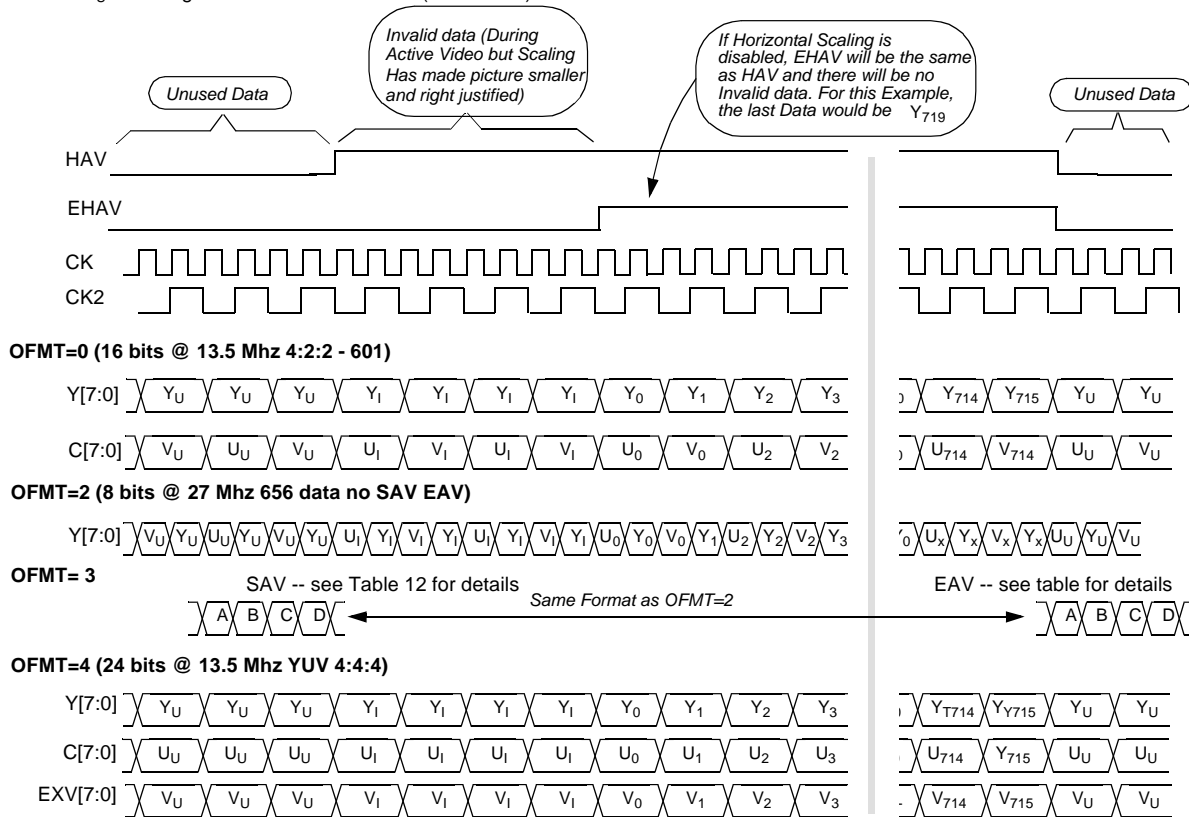 Invalid data (During
Active Video but Scaling
Has made picture smaller
and right justified)
If Horizontal Scaling is
disabled, EHAV will be the same
as HAV and there will be no
Invalid data. For this Example,
the last Data would be Y719
Unused Data
Unused Data
HAV
EHAV
CK
CK2
OFMT=0 (16 bits @ 13.5 Mhz 4:2:2 - 601)
Y[7:0] YU YU YU YI YI YI YI Y0 Y1 Y2 Y3 Y714 Y715 YU YU
C[7:0] VU UU VU UI VI UI VI U0 V0 U2 V2 U714 V714 UU VU
OFMT=2 (8 bits @ 27 Mhz 656 data no SAV EAV)
Y[7:0] VU YU UU YU VU YU UI YI VI YI UI YI VI YI U0 Y0 V0 Y1 U2 Y2 V2 Y3 Ux Yx Vx Yx UU YU VU
OFMT= 3
SAV -- see Table 12 for details
EAV -- see table for details
Same Format as OFMT=2
A B C D
A B C D
OFMT=4 (24 bits @ 13.5 Mhz YUV 4:4:4)
Y[7:0] YU YU YU YI YI YI YI Y0 Y1 Y2 Y3 YT714 YY715 YU YU
C[7:0] UU UU UU UI UI UI UI U0 U1 U2 U3 U714 Y715 UU UU
EXV[7:0] VU VU VU VI VI VI VI V0 V1 V2 V3 V714 V715 VU VU